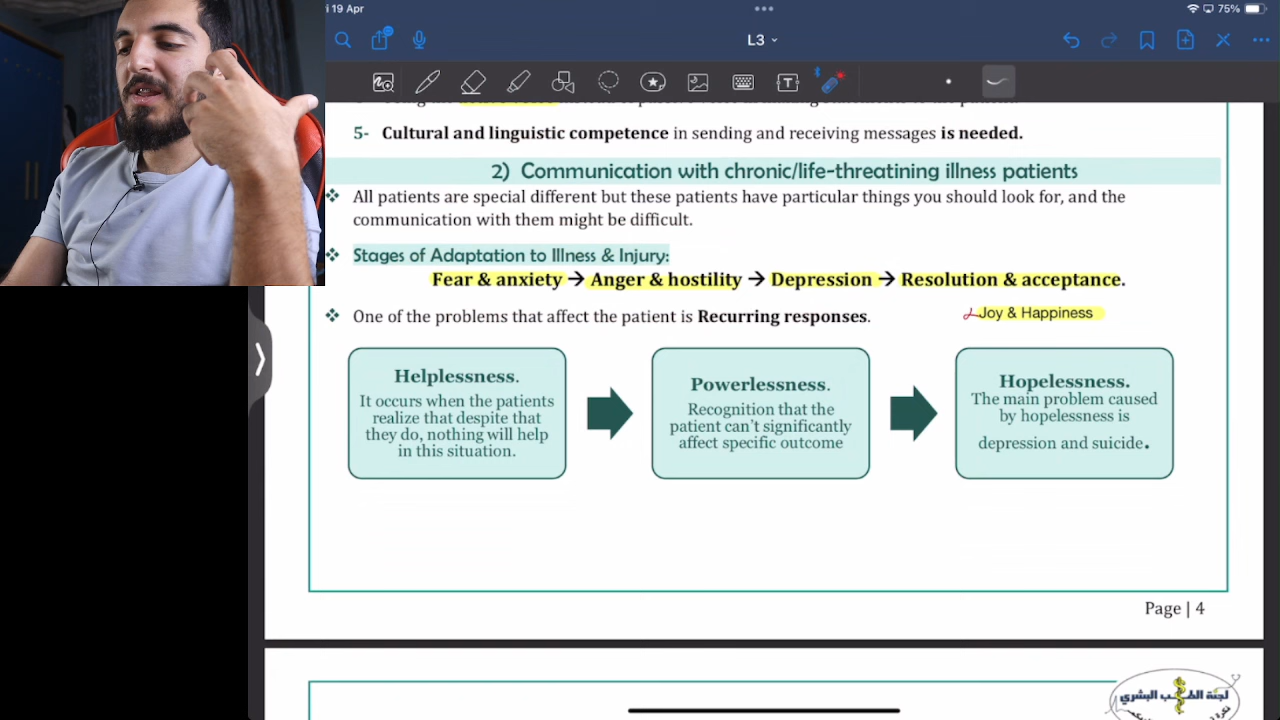 i 19 Apr
75%
L3
5- Cultural and linguistic competence in sending and receiving messages is needed.
2) Communication with chronic/life-threatining illness patients
❖ All patients are special different but these patients have particular things you should look for, and the
communication with them might be difficult.
❖ Stages of Adaptation to Illness & Injury:
Fear & anxiety → Anger & hostility → Depression → Resolution & acceptance.
❖ One of the problems that affect the patient is Recurring responses.
Joy & Happiness
Helplessness.
It occurs when the patients
realize that despite that
they do, nothing will help
in this situation.
Powerlessness.
Recognition that the
patient can't significantly
affect specific outcome
Hopelessness.
The main problem caused
by hopelessness is
depression and suicide.
Page | 4
لجنة الطب البشري